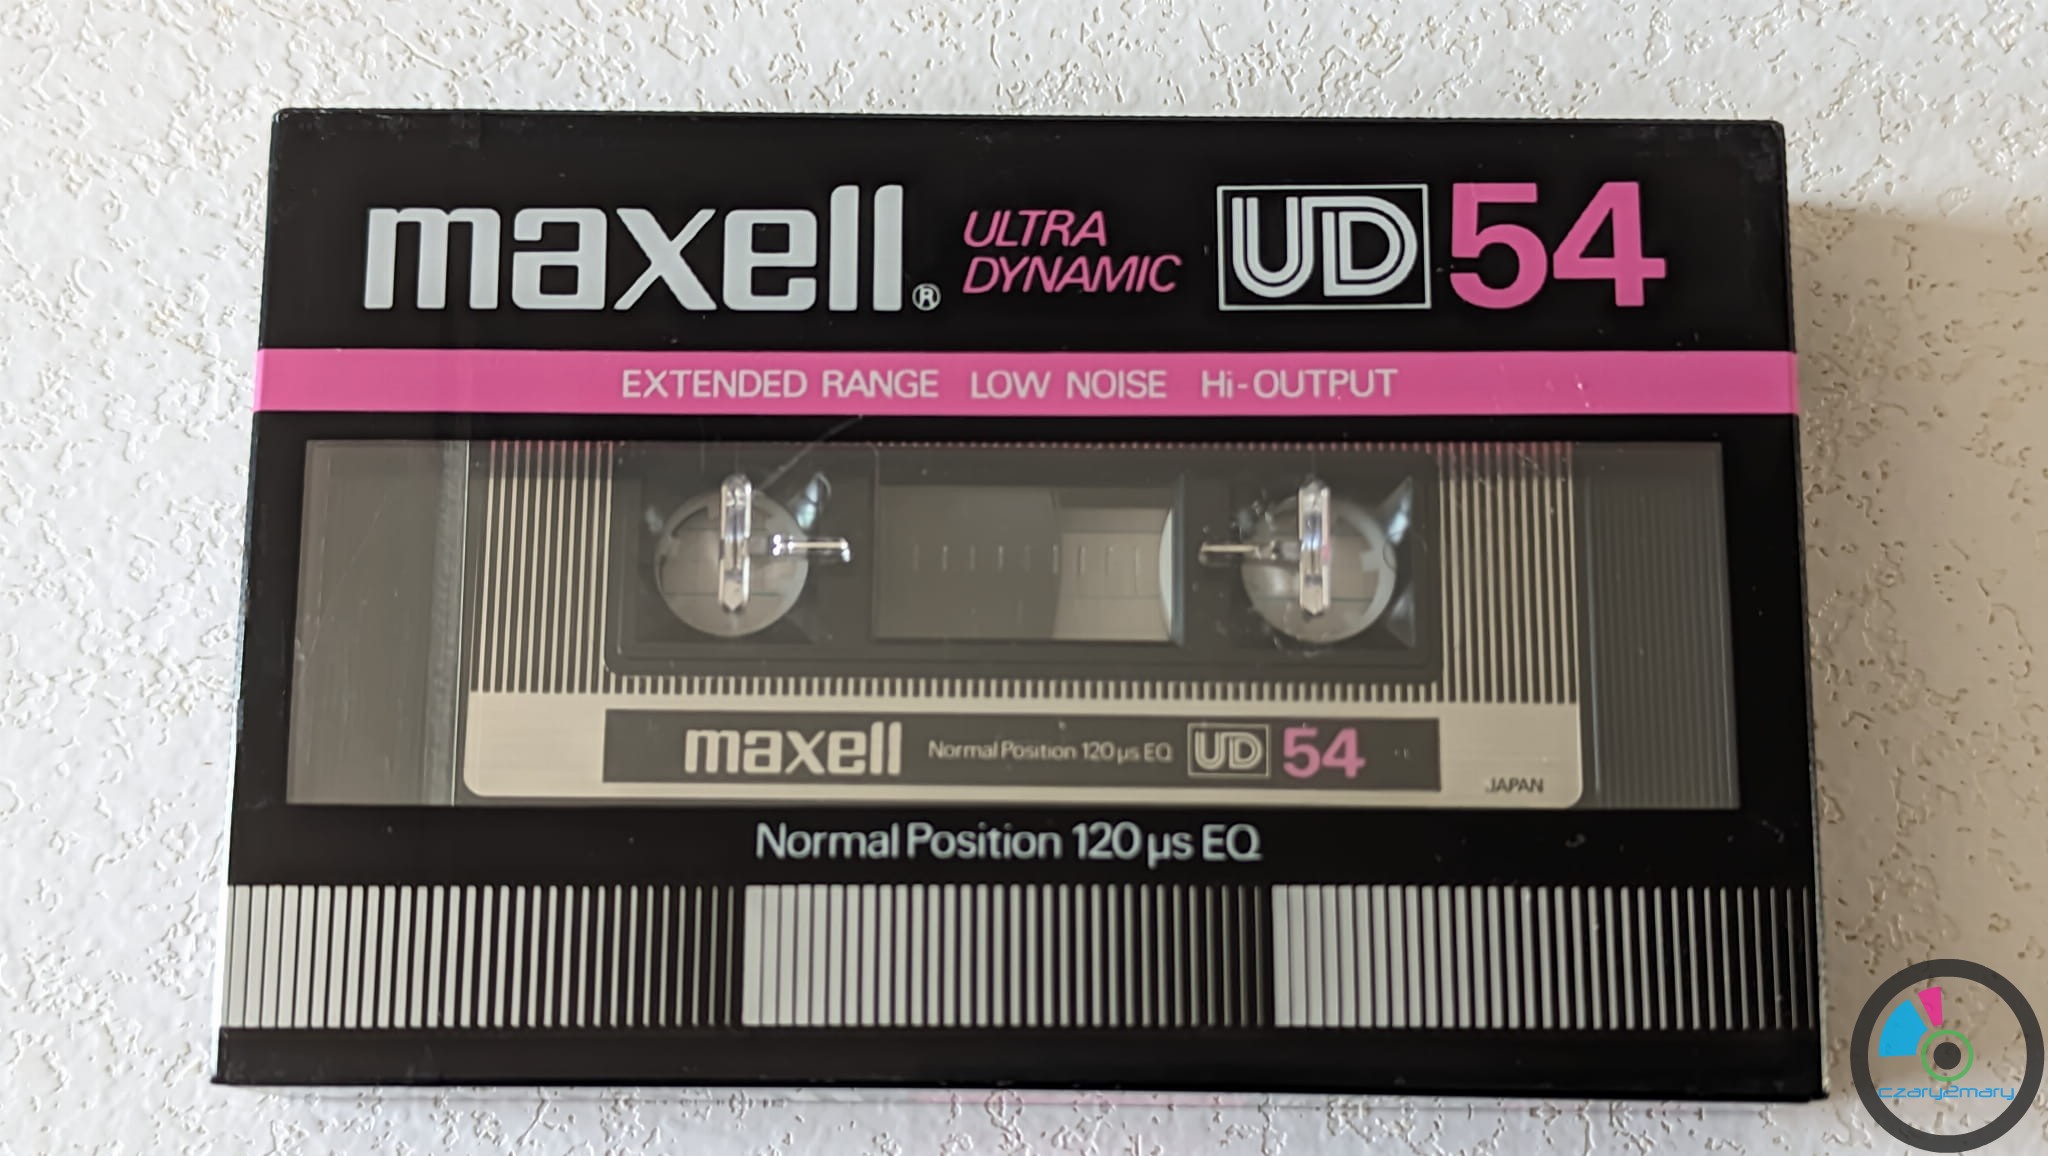 maxell®
ULTRA
DYNAMIC
UD 54
EXTENDED RANGE LOW NOISE Hi-OUTPUT
maxell Normal Position 120 µs EQ UD 54
JAPAN
Normal Position 120 µs EQ
czary2mary